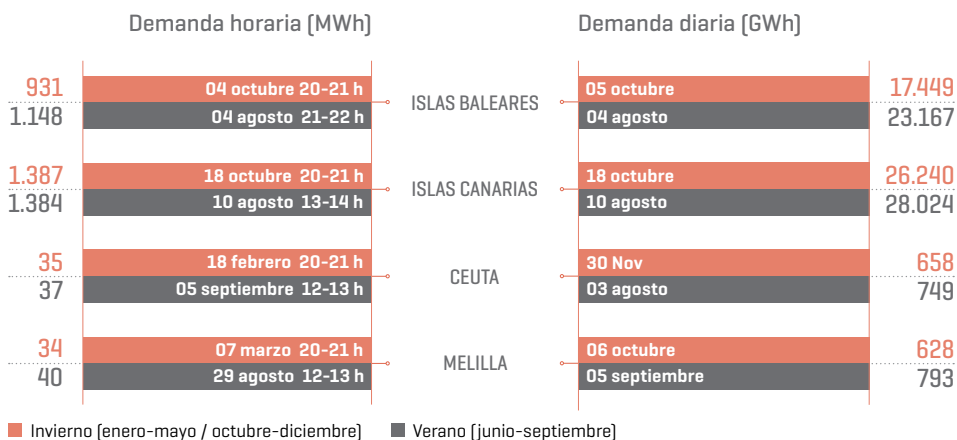 Demanda horaria (MWh)
Demanda diaria (GWh)
931
04 octubre 20-21 h
ISLAS BALEARES
05 octubre
17.449
1.148
04 agosto 21-22 h
04 agosto
23.167
1.387
18 octubre 20-21 h
ISLAS CANARIAS
18 octubre
26.240
1.384
10 agosto 13-14 h
10 agosto
28.024
35
18 febrero 20-21 h
CEUTA
30 Nov
658
37
05 septiembre 12-13 h
03 agosto
749
34
07 marzo 20-21 h
MELILLA
06 octubre
628
40
29 agosto 12-13 h
05 septiembre
793
Invierno (enero-mayo / octubre-diciembre)
Verano (junio-septiembre)